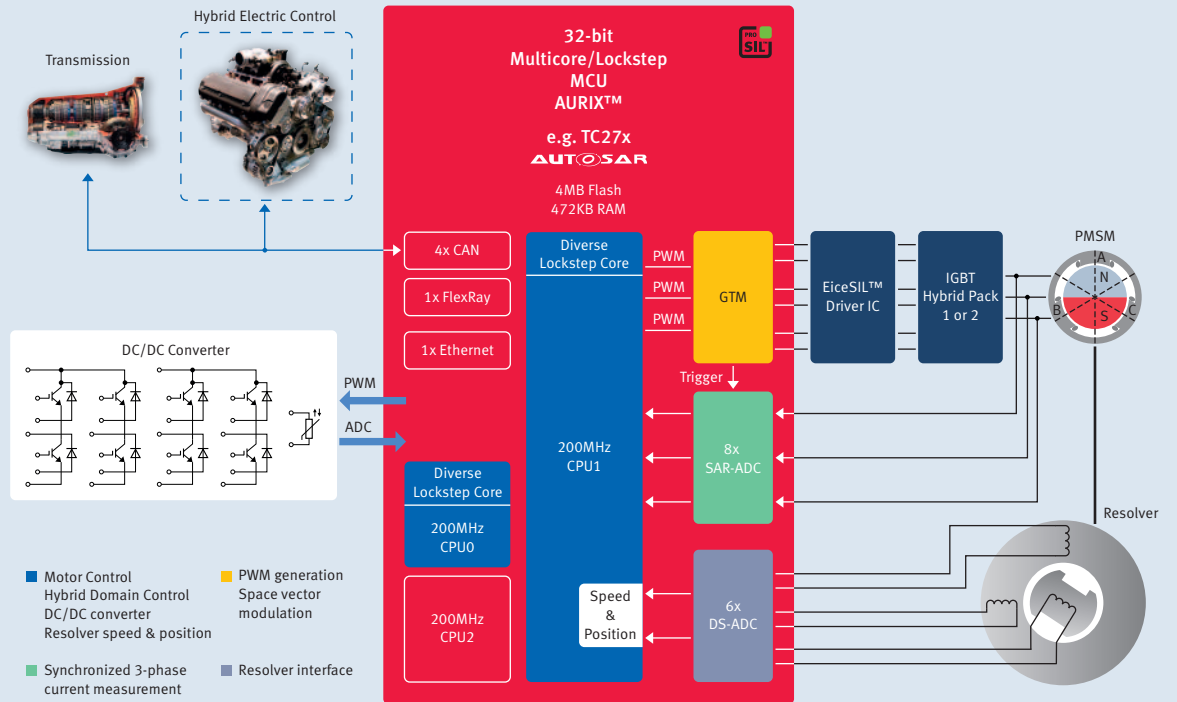 Hybrid Electric Control
Transmission
32-bit
Multicore/Lockstep
MCU
AURIX™
e.g. TC27x
AUTOSAR
4MB Flash
472KB RAM
PRO
SIL
4x CAN
1x FlexRay
1x Ethernet
Diverse
Lockstep Core
200MHz
CPU1
PWM
PWM
PWM
GTM
EiceSIL™
Driver IC
IGBT
Hybrid Pack
1 or 2
PMSM
A
N
B
S
C
Trigger
8x
SAR-ADC
DC/DC Converter
PWM
ADC
Diverse
Lockstep Core
200MHz
CPU0
200MHz
CPU2
Speed
&
Position
6x
DS-ADC
Resolver
Motor Control
Hybrid Domain Control
DC/DC converter
Resolver speed & position
PWM generation
Space vector
modulation
Synchronized 3-phase
current measurement
Resolver interface